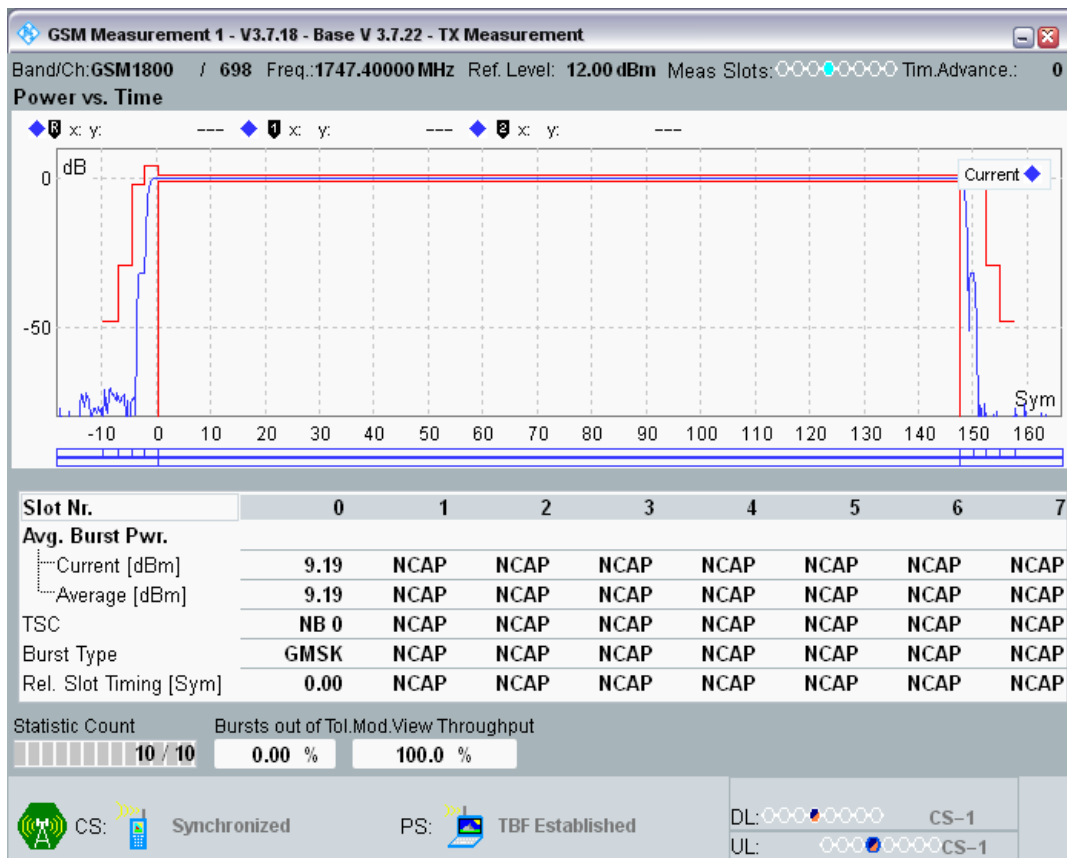 GSM Measurement 1 - V3.7.18 - Base V 3.7.22 - TX Measurement
Band/Ch:GSM1800 / 698 Freq.:1747.40000 MHz Ref. Level: 12.00 dBm Meas Slots: Tim.Advance.: 0
Power vs. Time
R x: y: --- 1 x: y: --- 2 x: y: ---
dB
Current
0
-50
Sym
-10 0 10 20 30 40 50 60 70 80 90 100 110 120 130 140 150 160
Slot Nr. 0 1 2 3 4 5 6 7
Avg. Burst Pwr.
Current [dBm] 9.19 NCAP NCAP NCAP NCAP NCAP NCAP NCAP
Average [dBm] 9.19 NCAP NCAP NCAP NCAP NCAP NCAP NCAP
TSC NB 0 NCAP NCAP NCAP NCAP NCAP NCAP NCAP
Burst Type GMSK NCAP NCAP NCAP NCAP NCAP NCAP NCAP
Rel. Slot Timing [Sym] 0.00 NCAP NCAP NCAP NCAP NCAP NCAP NCAP
Statistic Count Bursts out of Tol.Mod.View Throughput
10 / 10 0.00 % 100.0 %
CS: Synchronized PS: TBF Established
DL: CS-1
UL: CS-1